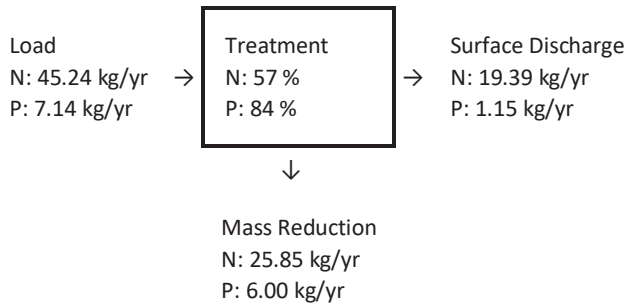 Load
N: 45.24 kg/yr
P: 7.14 kg/yr
→
Treatment
N: 57 %
P: 84 %
→
Surface Discharge
N: 19.39 kg/yr
P: 1.15 kg/yr
↓
Mass Reduction
N: 25.85 kg/yr
P: 6.00 kg/yr